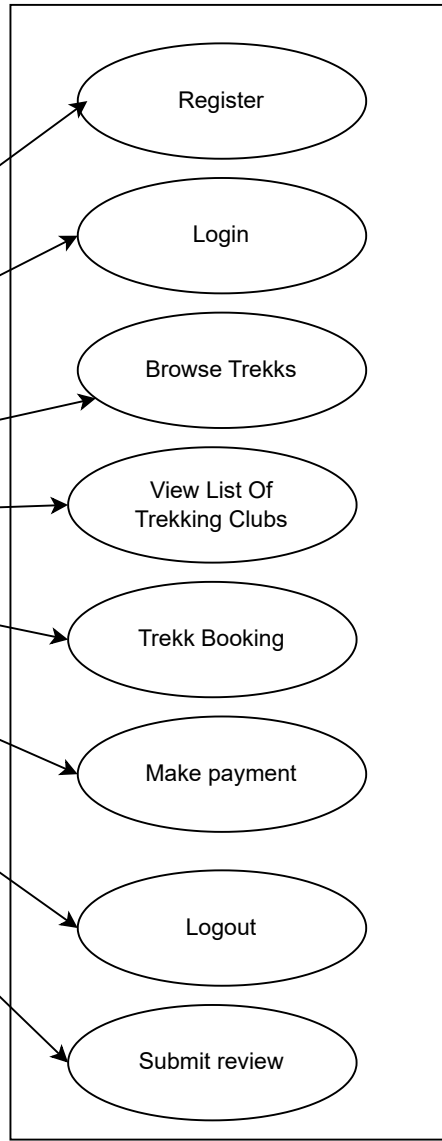 Register
Login
Browse Trekks
View List Of
Trekking Clubs
Trekk Booking
Make payment
Logout
Submit review